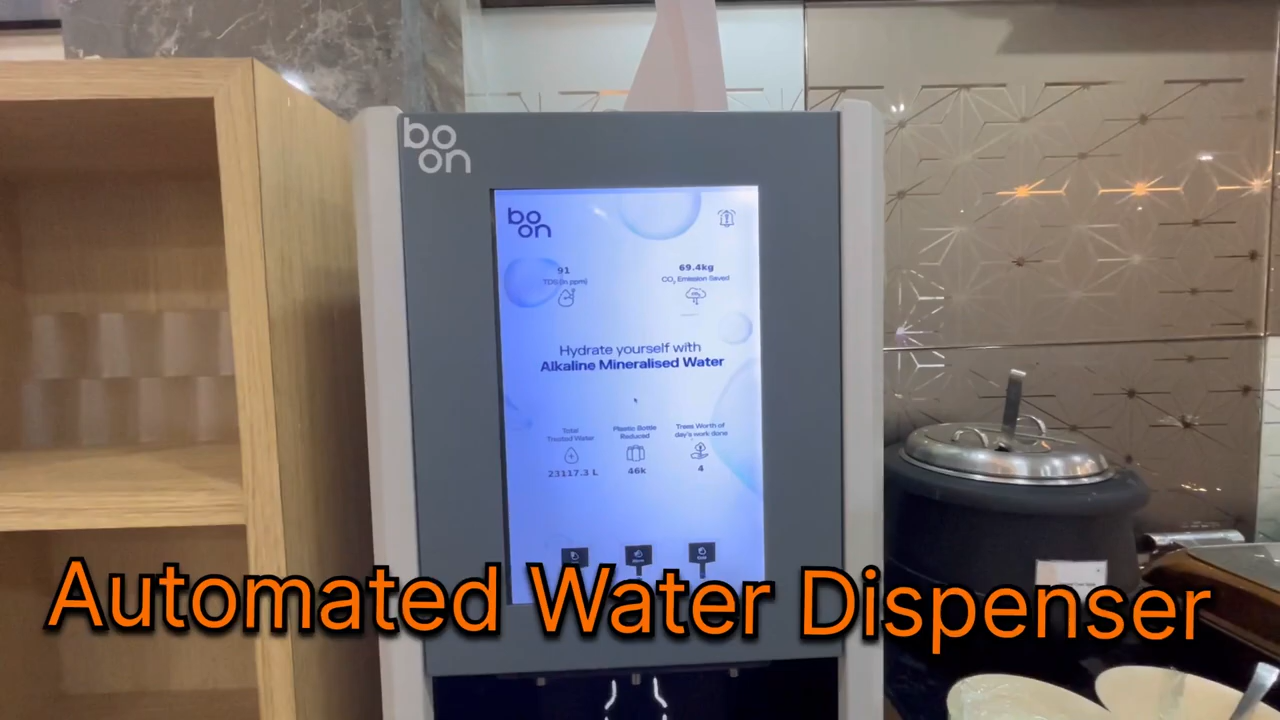 bo
on
bo
on
91
TDS (in ppm)
69.4kg
CO₂ Emission Saved
Hydrate yourself with
Alkaline Mineralised Water
Total
Treated Water
23117.3 L
Plastic Bottle
Reduced
46k
Trees Worth of
day's work done
4
Automated Water Dispenser